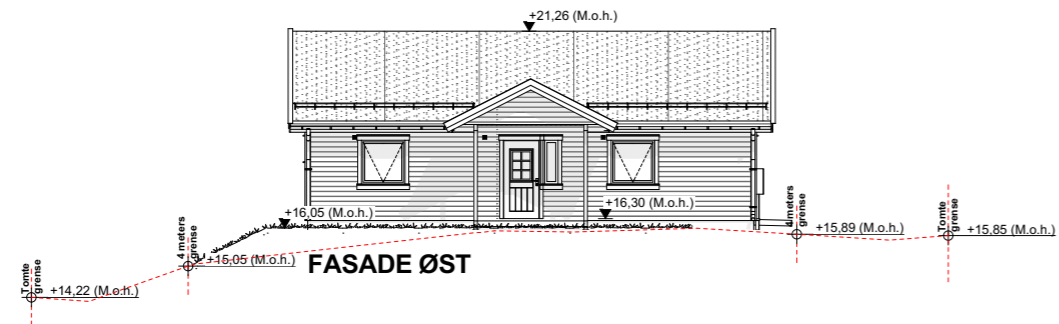 +21,26 (M.o.h.)
+16,05 (M.o.h.)
+16,30 (M.o.h.)
4 meters
grense
+15,89 (M.o.h.)
Tomte
grense
+15,85 (M.o.h.)
4 meters
grense
+15,05 (M.o.h.)
FASADE ØST
Tomte
grense
+14,22 (M.o.h.)